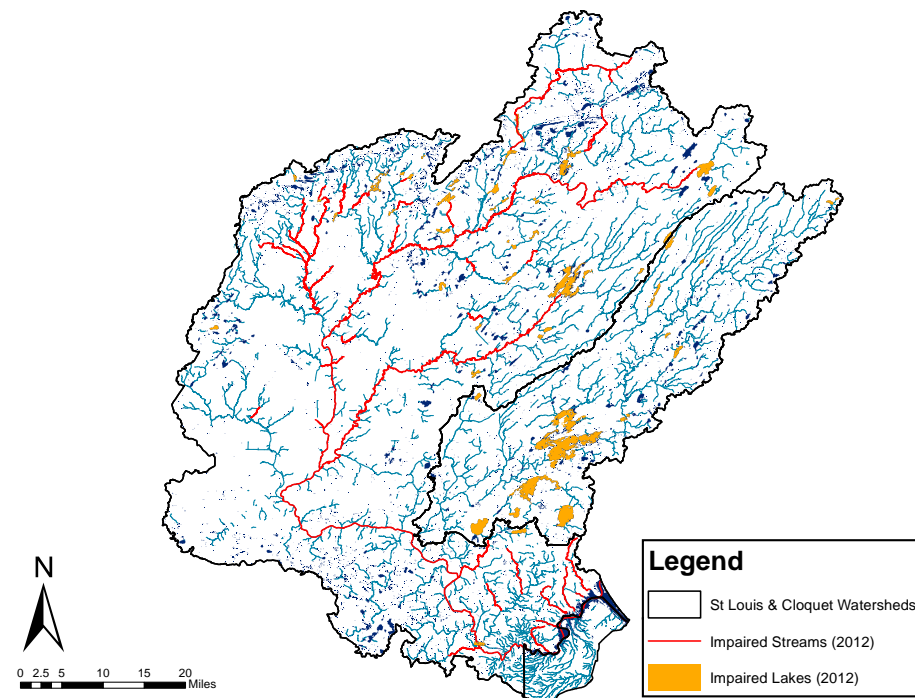 N
0 2.5 5 10 15 20
Miles
Legend
St Louis & Cloquet Watersheds
Impaired Streams (2012)
Impaired Lakes (2012)